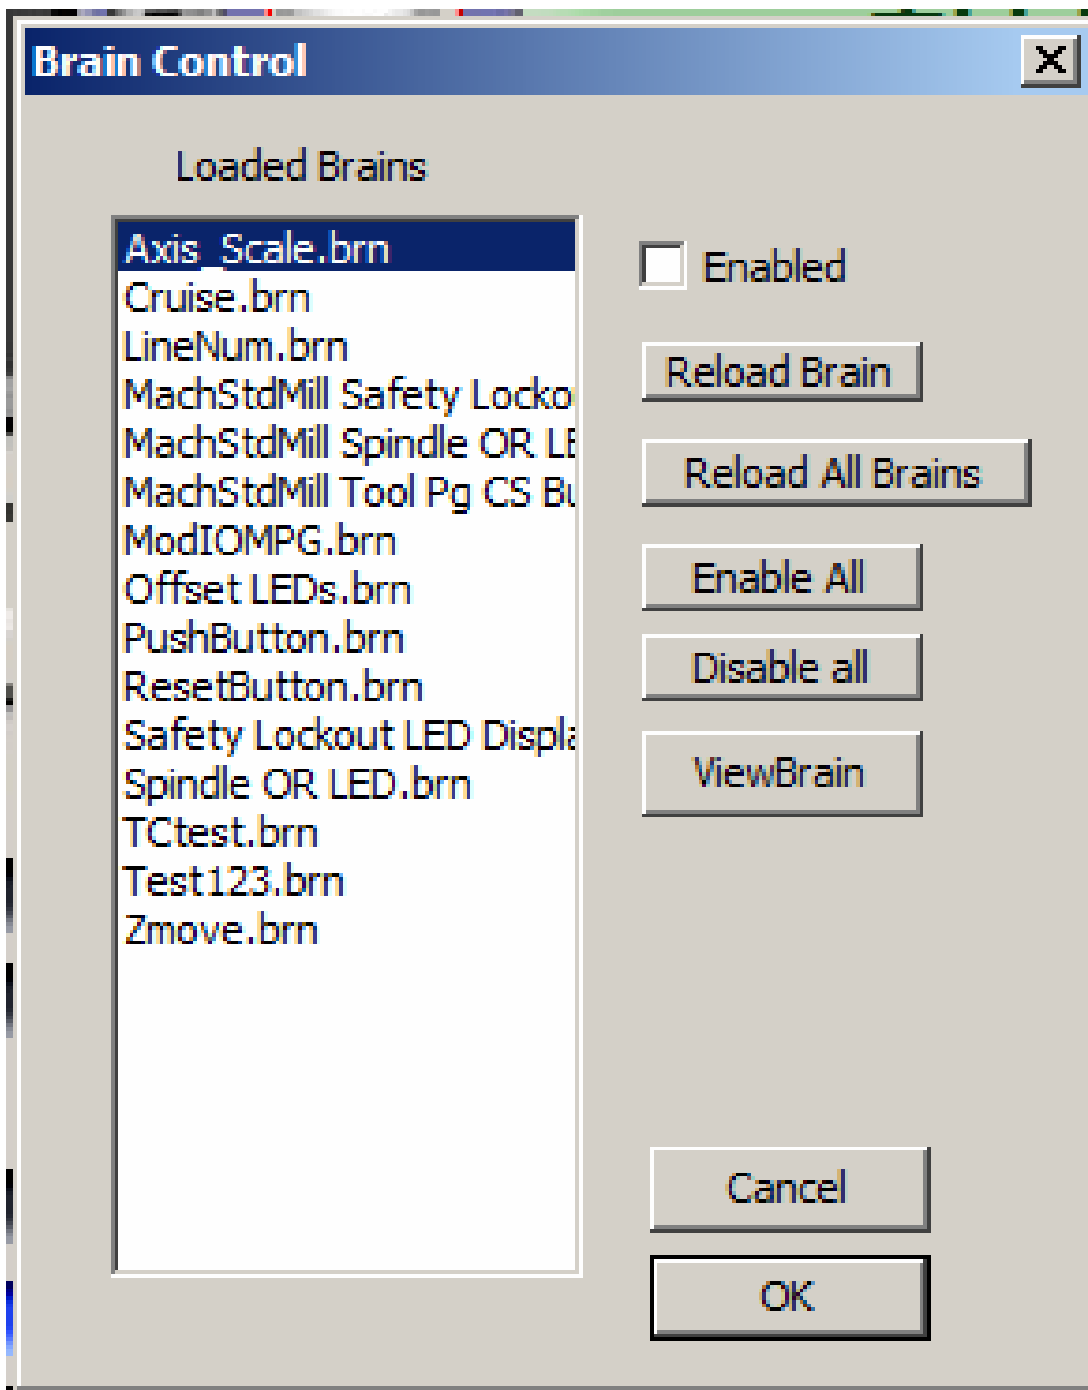 Brain Control
Loaded Brains
Axis_Scale.brn
Cruise.brn
LineNum.brn
MachStdMill Safety Locko
MachStdMill Spindle OR LE
MachStdMill Tool Pg CS Bu
ModIOMPG.brn
Offset LEDs.brn
PushButton.brn
ResetButton.brn
Safety Lockout LED Displa
Spindle OR LED.brn
TCtest.brn
Test123.brn
Zmove.brn
Enabled
Reload Brain
Reload All Brains
Enable All
Disable all
ViewBrain
Cancel
OK